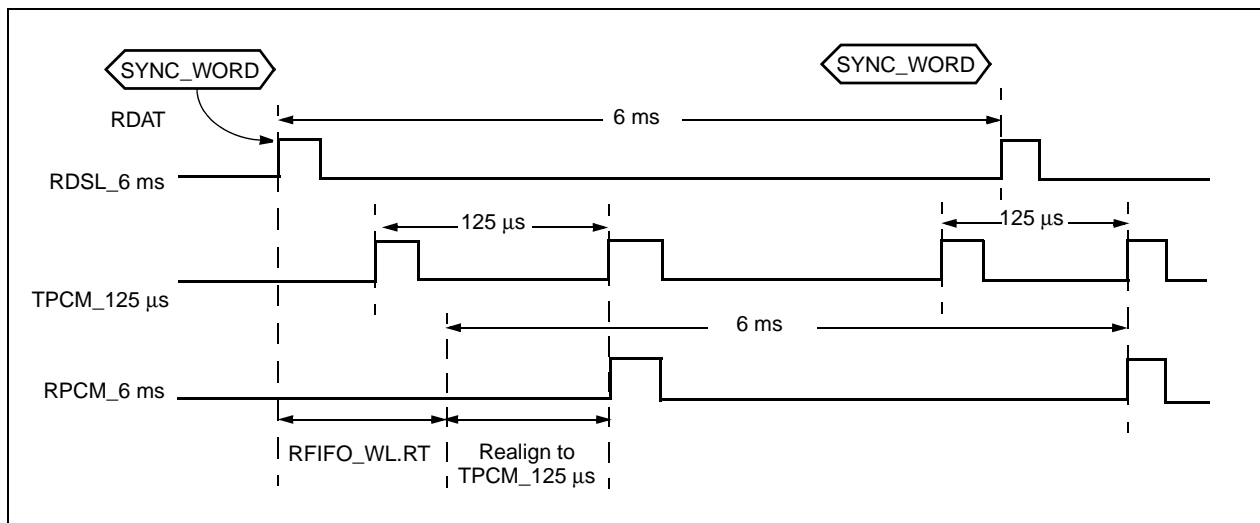 SYNC_WORD
SYNC_WORD
RDAT
6 ms
RDSL_6 ms
125 μs
125 μs
TPCM_125 μs
6 ms
RPCM_6 ms
RFIFO_WL.RT
Realign to
TPCM_125 μs